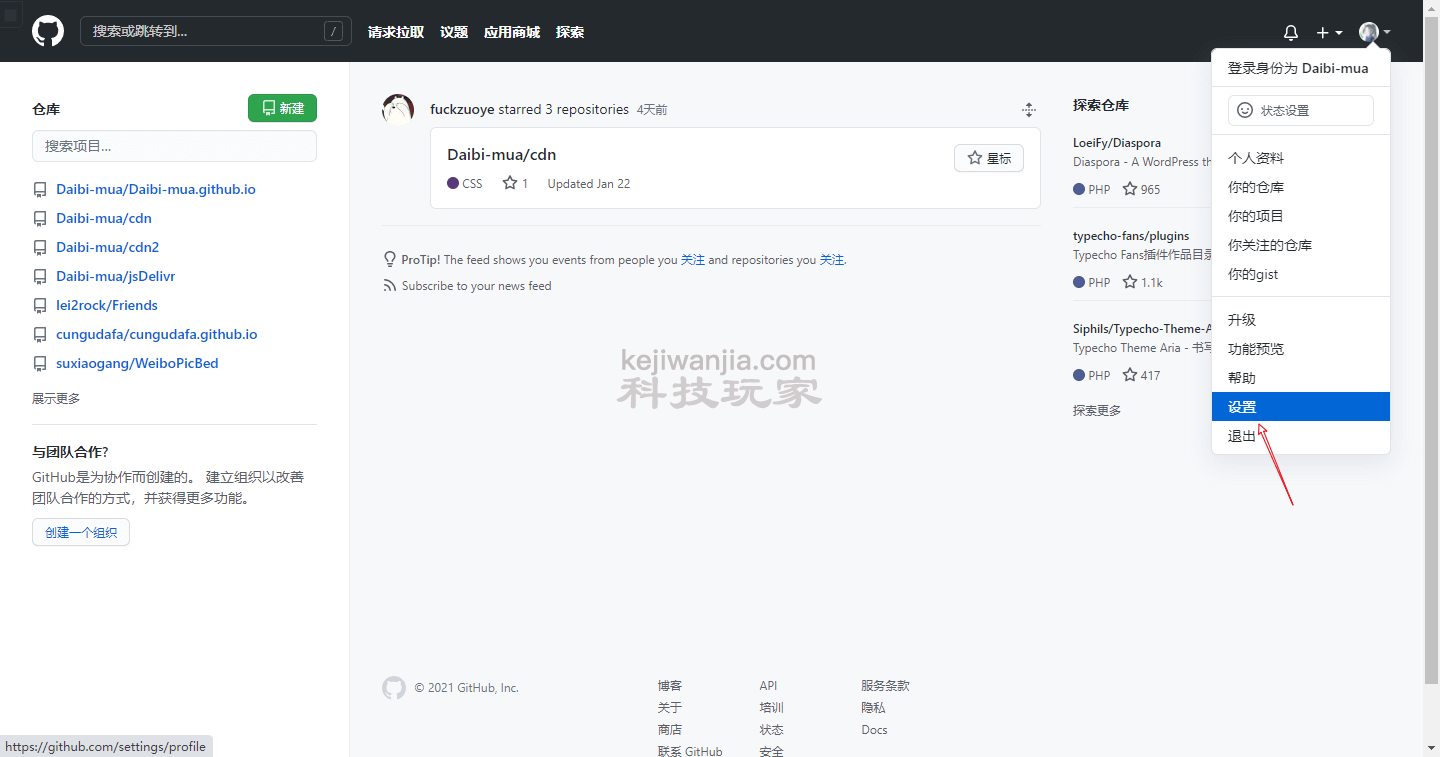 搜索或跳转到...
/
请求拉取 议题 应用商城 探索
仓库
新建
搜索项目...
Daibi-mua/Daibi-mua.github.io
Daibi-mua/cdn
Daibi-mua/cdn2
Daibi-mua/jsDelivr
lei2rock/Friends
cungudafa/cungudafa.github.io
suxiaogang/WeiboPicBed
展示更多
与团队合作?
GitHub是为协作而创建的。 建立组织以改善
团队合作的方式，并获得更多功能。
创建一个组织
fuckzuoye starred 3 repositories 4天前
Daibi-mua/cdn
星标
CSS 1 Updated Jan 22
ProTip! The feed shows you events from people you 关注 and repositories you 关注.
Subscribe to your news feed
kejiwanjia.com
科技玩家
探索仓库
LoeiFy/Diaspora
Diaspora - A WordPress th
PHP 965
typecho-fans/plugins
Typecho Fans插件作品目录
PHP 1.1k
Siphils/Typecho-Theme-A
Typecho Theme Aria - 书写
PHP 417
探索更多
登录身份为 Daibi-mua
状态设置
个人资料
你的仓库
你的项目
你关注的仓库
你的gist
升级
功能预览
帮助
设置
退出
© 2021 GitHub, Inc.
博客
关于
商店
联系 GitHub
API
培训
状态
安全
服务条款
隐私
Docs
https://github.com/settings/profile